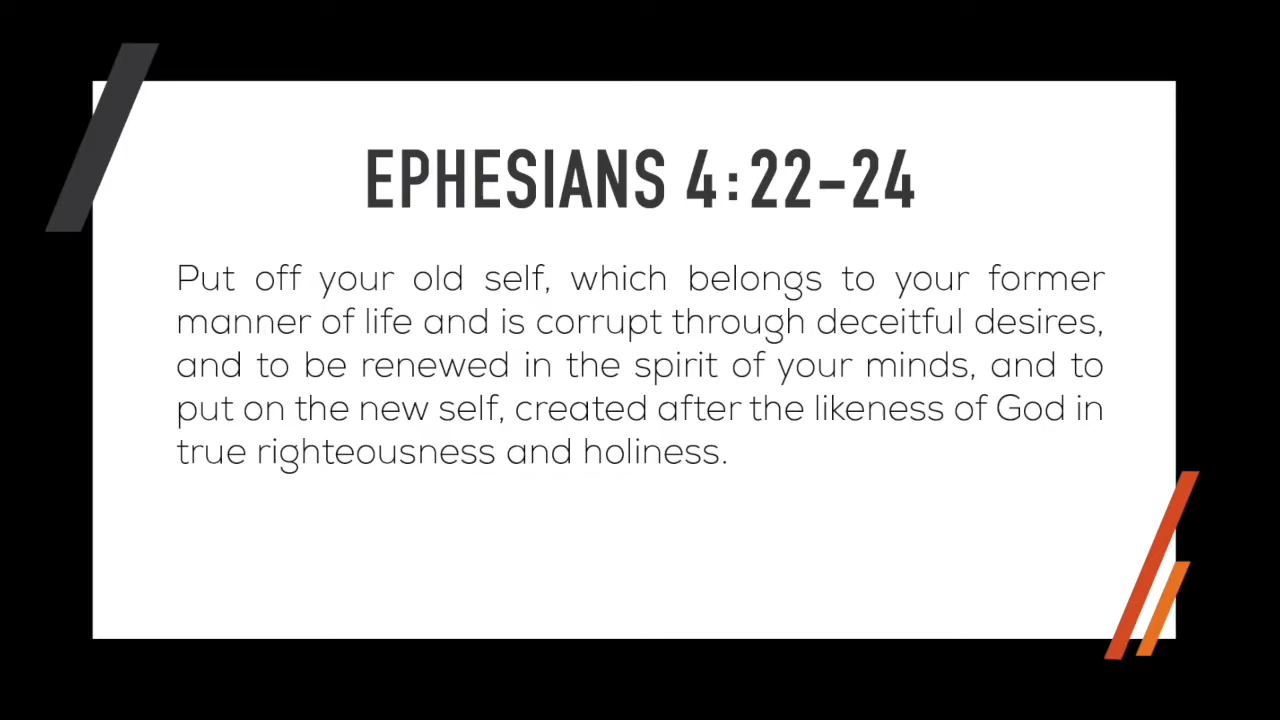 EPHESIANS 4:22-24
Put off your old self, which belongs to your former
manner of life and is corrupt through deceitful desires,
and to be renewed in the spirit of your minds, and to
put on the new self, created after the likeness of God in
true righteousness and holiness.